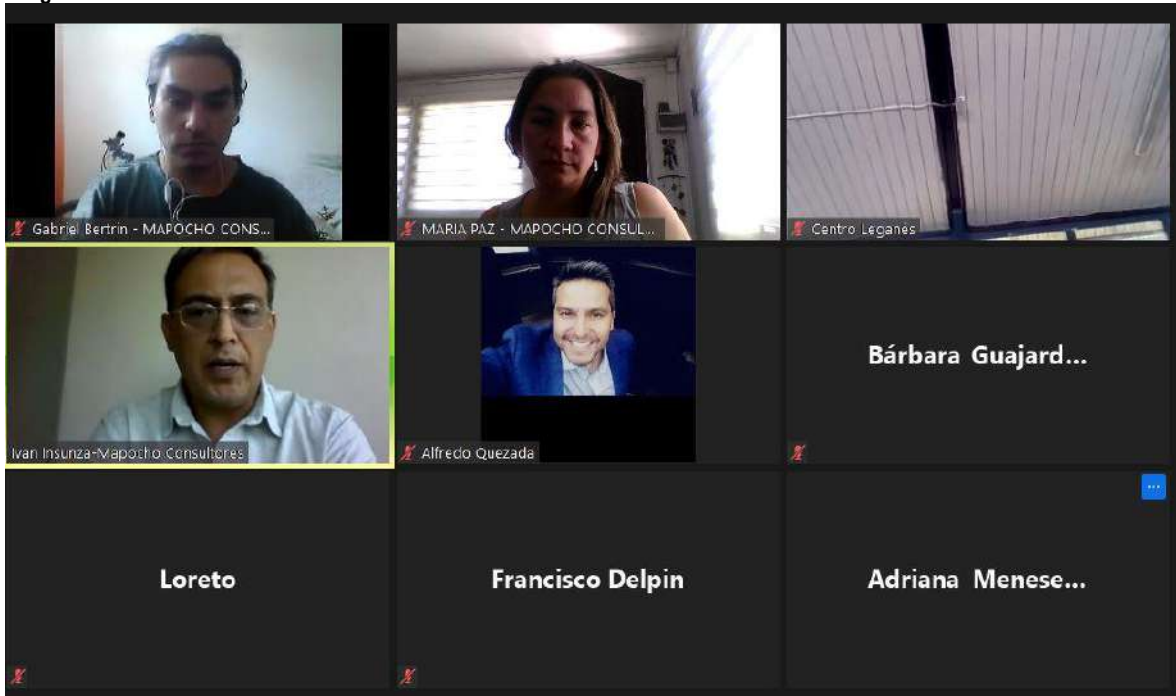 Gabriel Bertrin - MAPOCHO CONS...
MARIA PAZ - MAPOCHO CONSUL...
Centro Leganes
Ivan Insunza-Mapocho Consultores
Alfredo Quezada
Bárbara Guajard...
Loreto
Francisco Delpin
Adriana Menese...